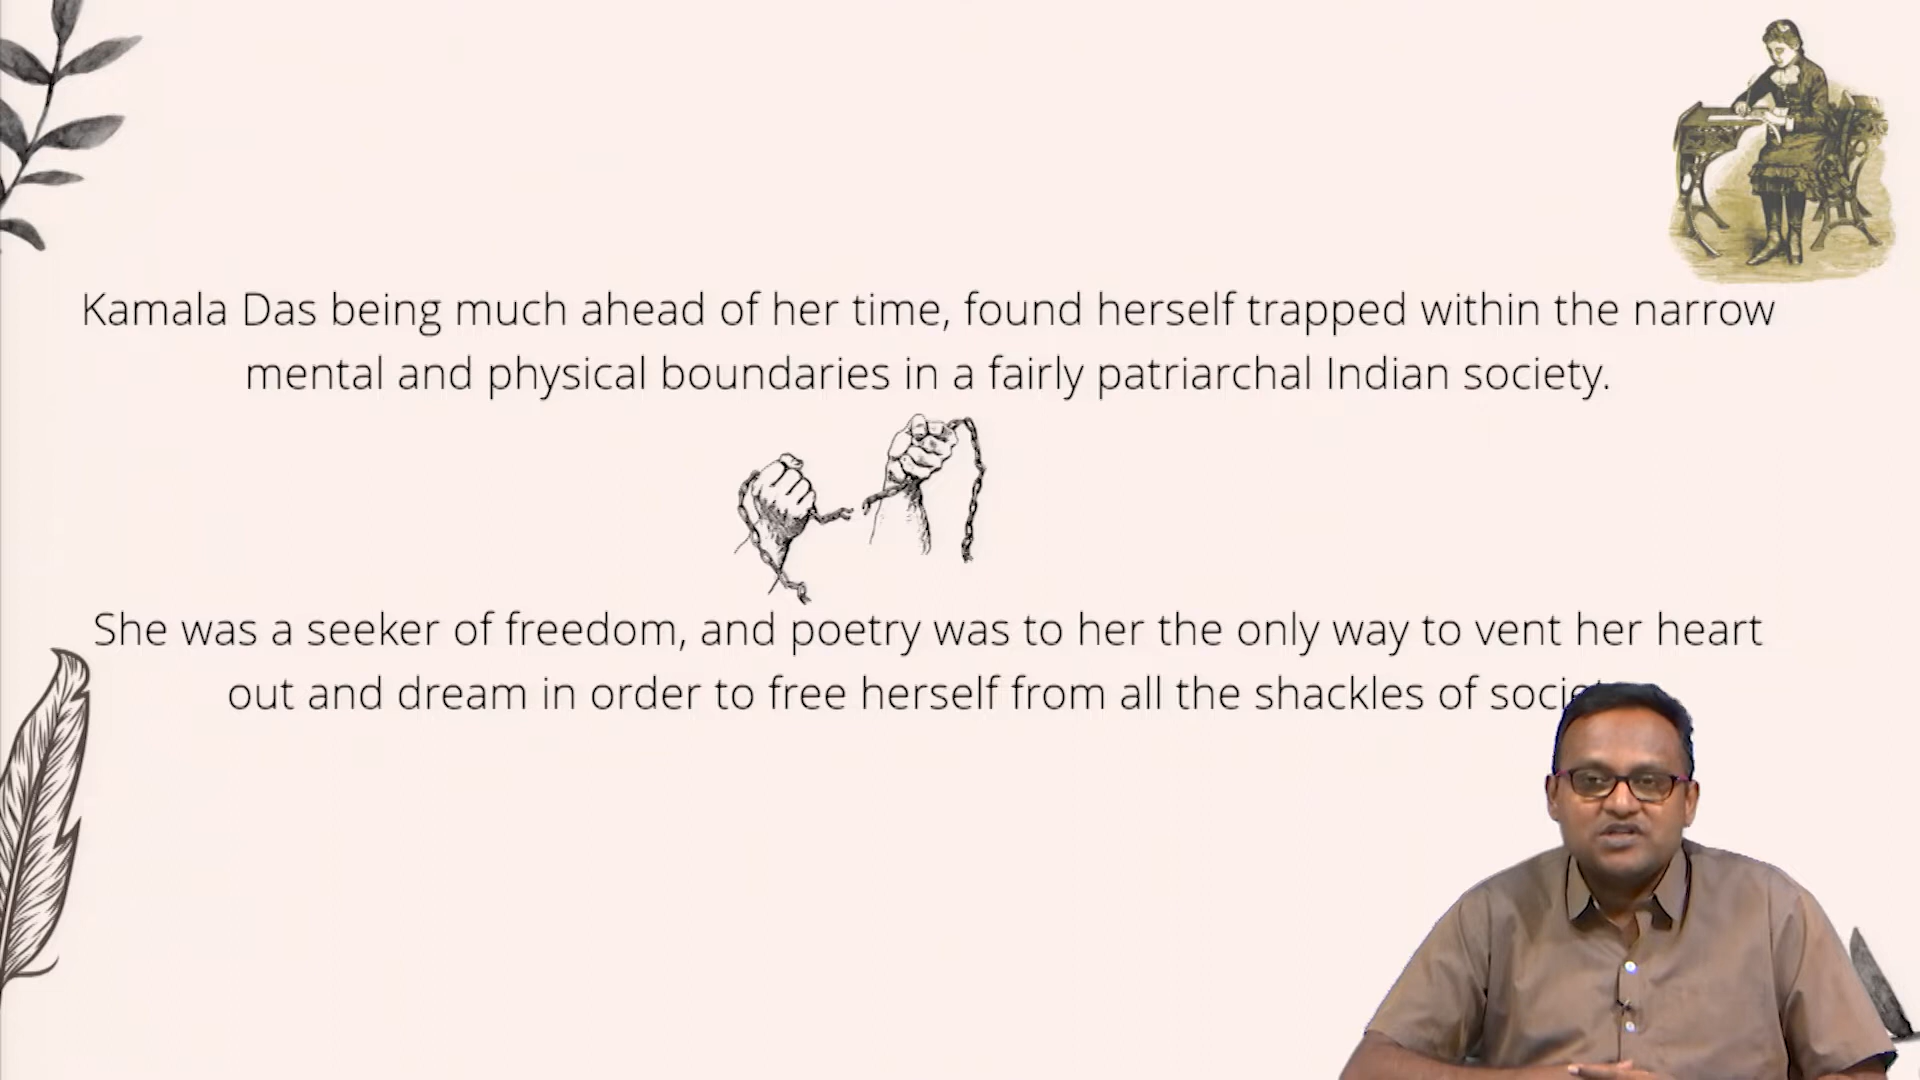 Kamala Das being much ahead of her time, found herself trapped within the narrow
mental and physical boundaries in a fairly patriarchal Indian society.
She was a seeker of freedom, and poetry was to her the only way to vent her heart
out and dream in order to free herself from all the shackles of